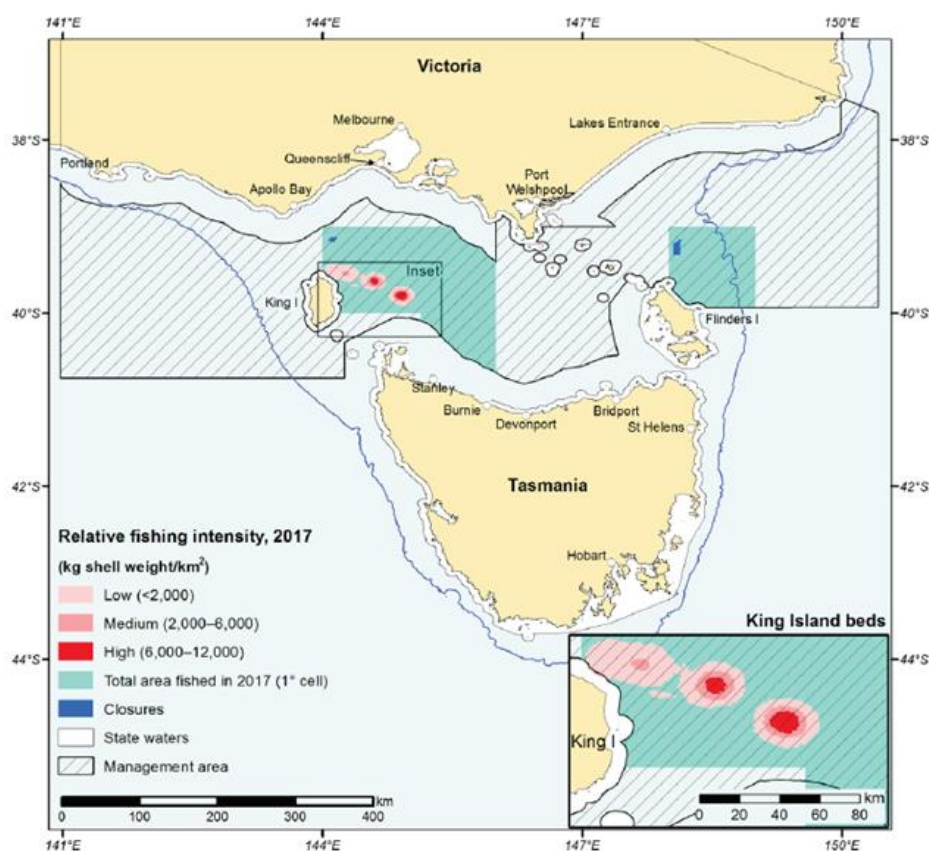 141°E 144°E 147°E 150°E
Victoria
Melbourne
Lakes Entrance
38°S 38°S
Queenscliff
Portland
Port
Welshpool
Apollo Bay
Inset
King I
40°S 40°S
Flinders I
Stanley
Burnie
Bridport
Devonport
St Helens
42°S 42°S
Tasmania
Relative fishing intensity, 2017
(kg shell weight/km²)
Hobart
Low (<2,000)
Medium (2,000–6,000)
High (6,000–12,000)
Total area fished in 2017 (1° cell)
Closures
State waters
Management area
km
0 100 200 300 400
King Island beds
44°S 44°S
King I
km
0 20 40 60 80
141°E 144°E 147°E 150°E